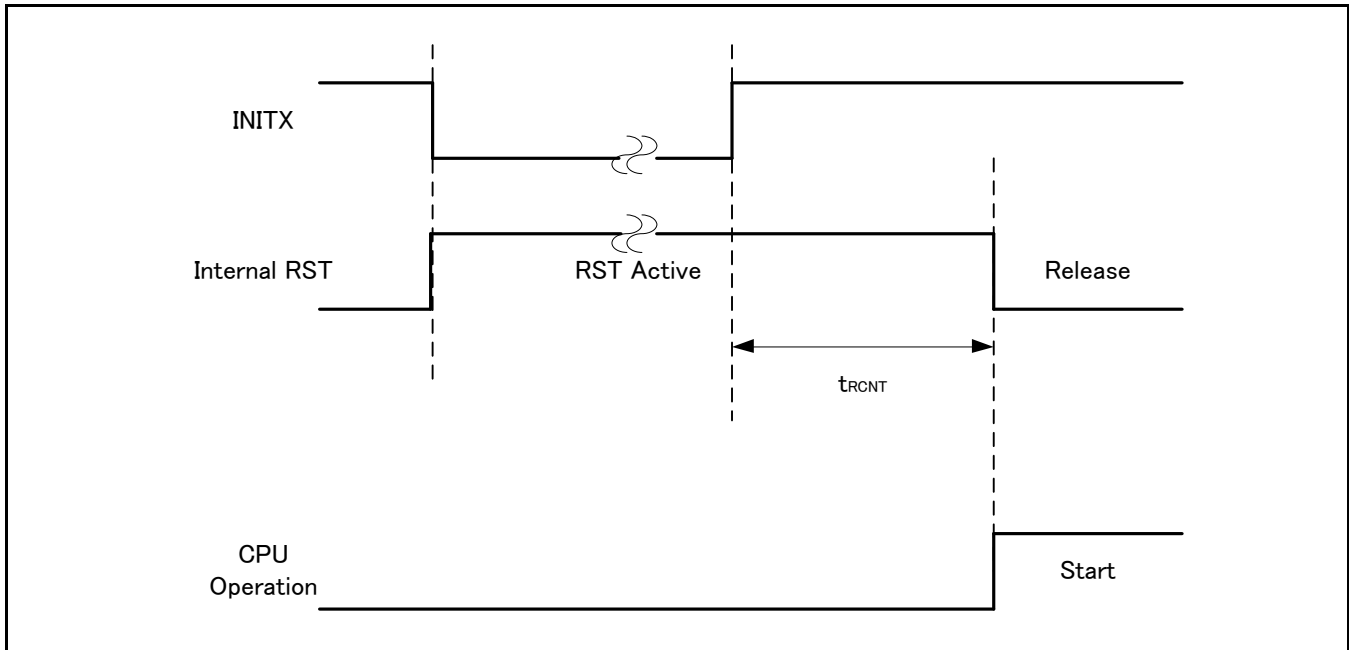 INITX
Internal RST
RST Active
Release
tRCNT
CPU
Operation
Start